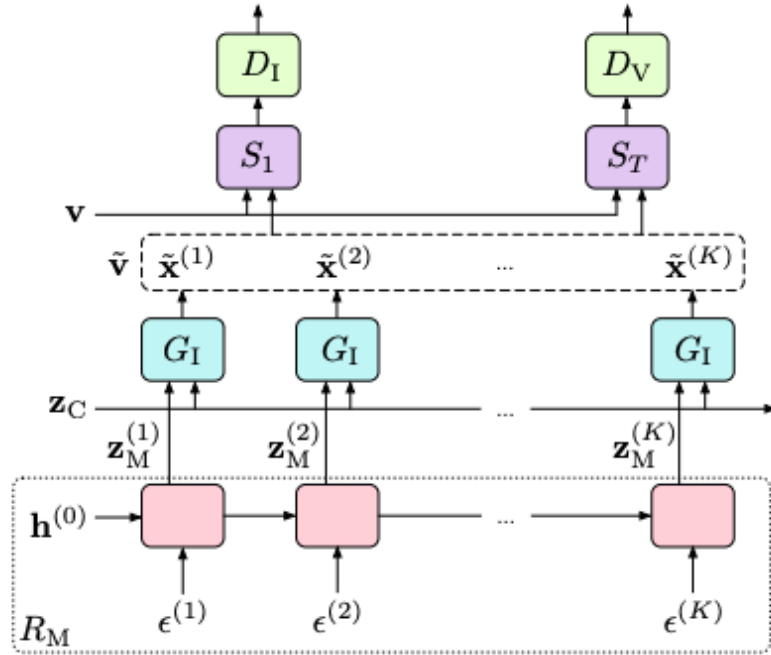 D_I D_V
S_1 S_T
v
ṽ x̃^(1) x̃^(2) ... x̃^(K)
G_I G_I G_I
z_C ...
z_M^(1) z_M^(2) z_M^(K)
h^(0) ...
ϵ^(1) ϵ^(2) ϵ^(K)
R_M